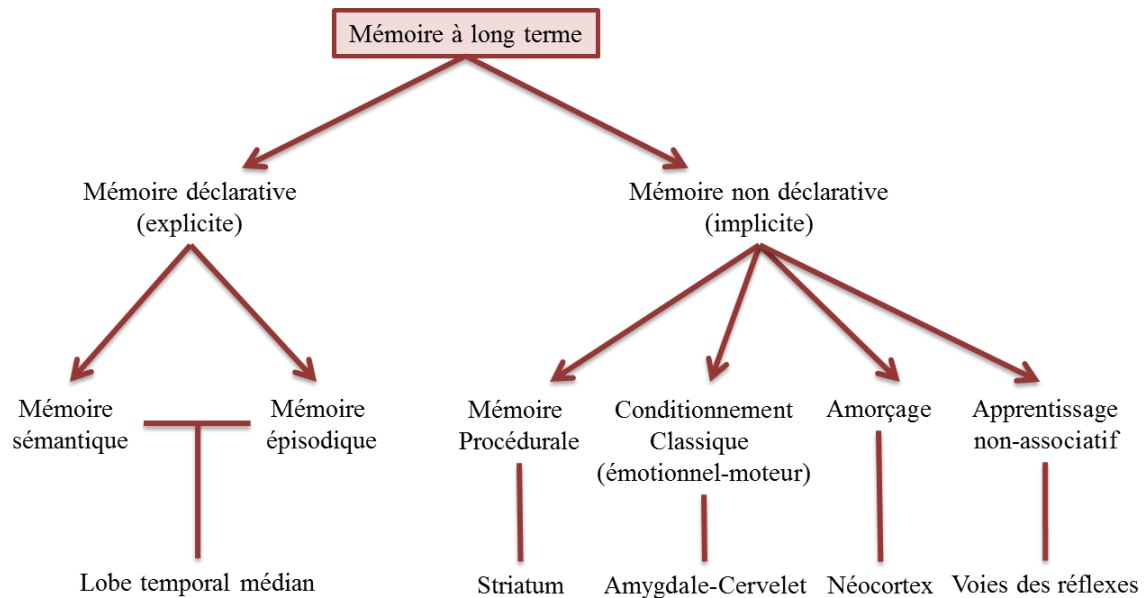 Mémoire à long terme
Mémoire déclarative
(explicite)
Mémoire non déclarative
(implicite)
Mémoire
sémantique
Mémoire
épisodique
Mémoire
Procédurale
Conditionnement
Classique
(émotionnel-moteur)
Amorçage
Apprentissage
non-associatif
Lobe temporal médian
Striatum
Amygdale-Cervelet
Néocortex
Voies des réflexes